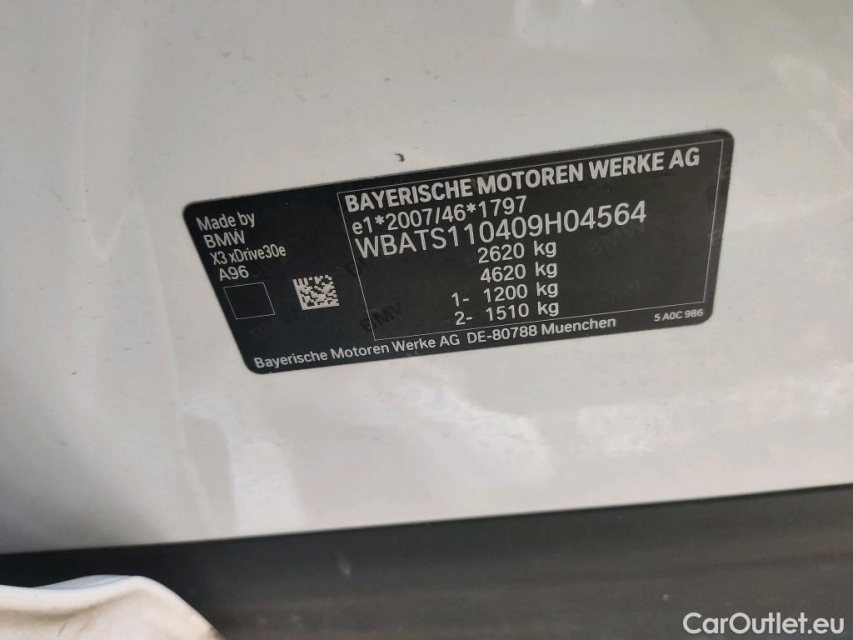 Made by
BMW
X3 xDrive30e
A96
BAYERISCHE MOTOREN WERKE AG
e1*2007/46*1797
WBATS110409H04564
2620 kg
4620 kg
1- 1200 kg
2- 1510 kg
Bayerische Motoren Werke AG DE-80788 Muenchen
5 A0C 986
CarOutlet.eu